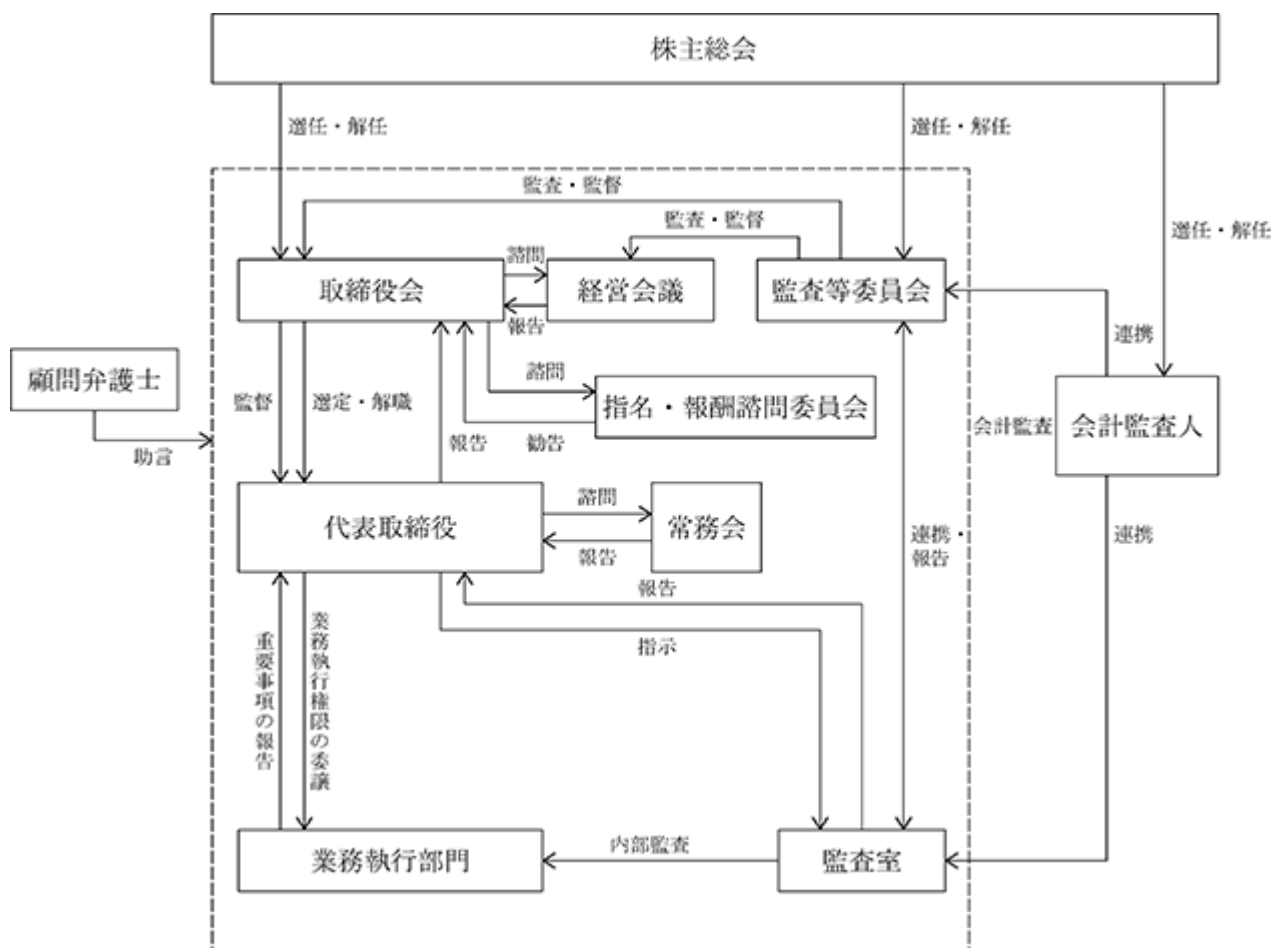 株主総会
選任・解任
選任・解任
監査・監督
監査・監督
選任・解任
諮問
取締役会
経営会議
監査等委員会
報告
連携
顧問弁護士
諮問
監督
選定・解職
指名・報酬諮問委員会
会計監査
会計監査人
報告
勧告
助言
諮問
代表取締役
常務会
連携・
報告
連携
報告
報告
指示
重要事項の報告
業務執行権限の委譲
内部監査
業務執行部門
監査室